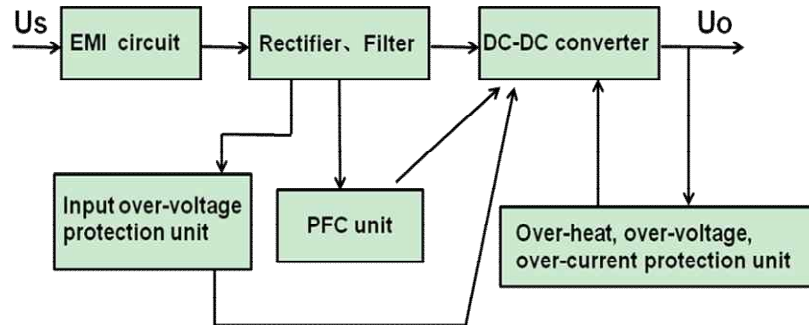 Us
EMI circuit
Rectifier、Filter
DC-DC converter
Uo
Input over-voltage
protection unit
PFC unit
Over-heat, over-voltage,
over-current protection unit